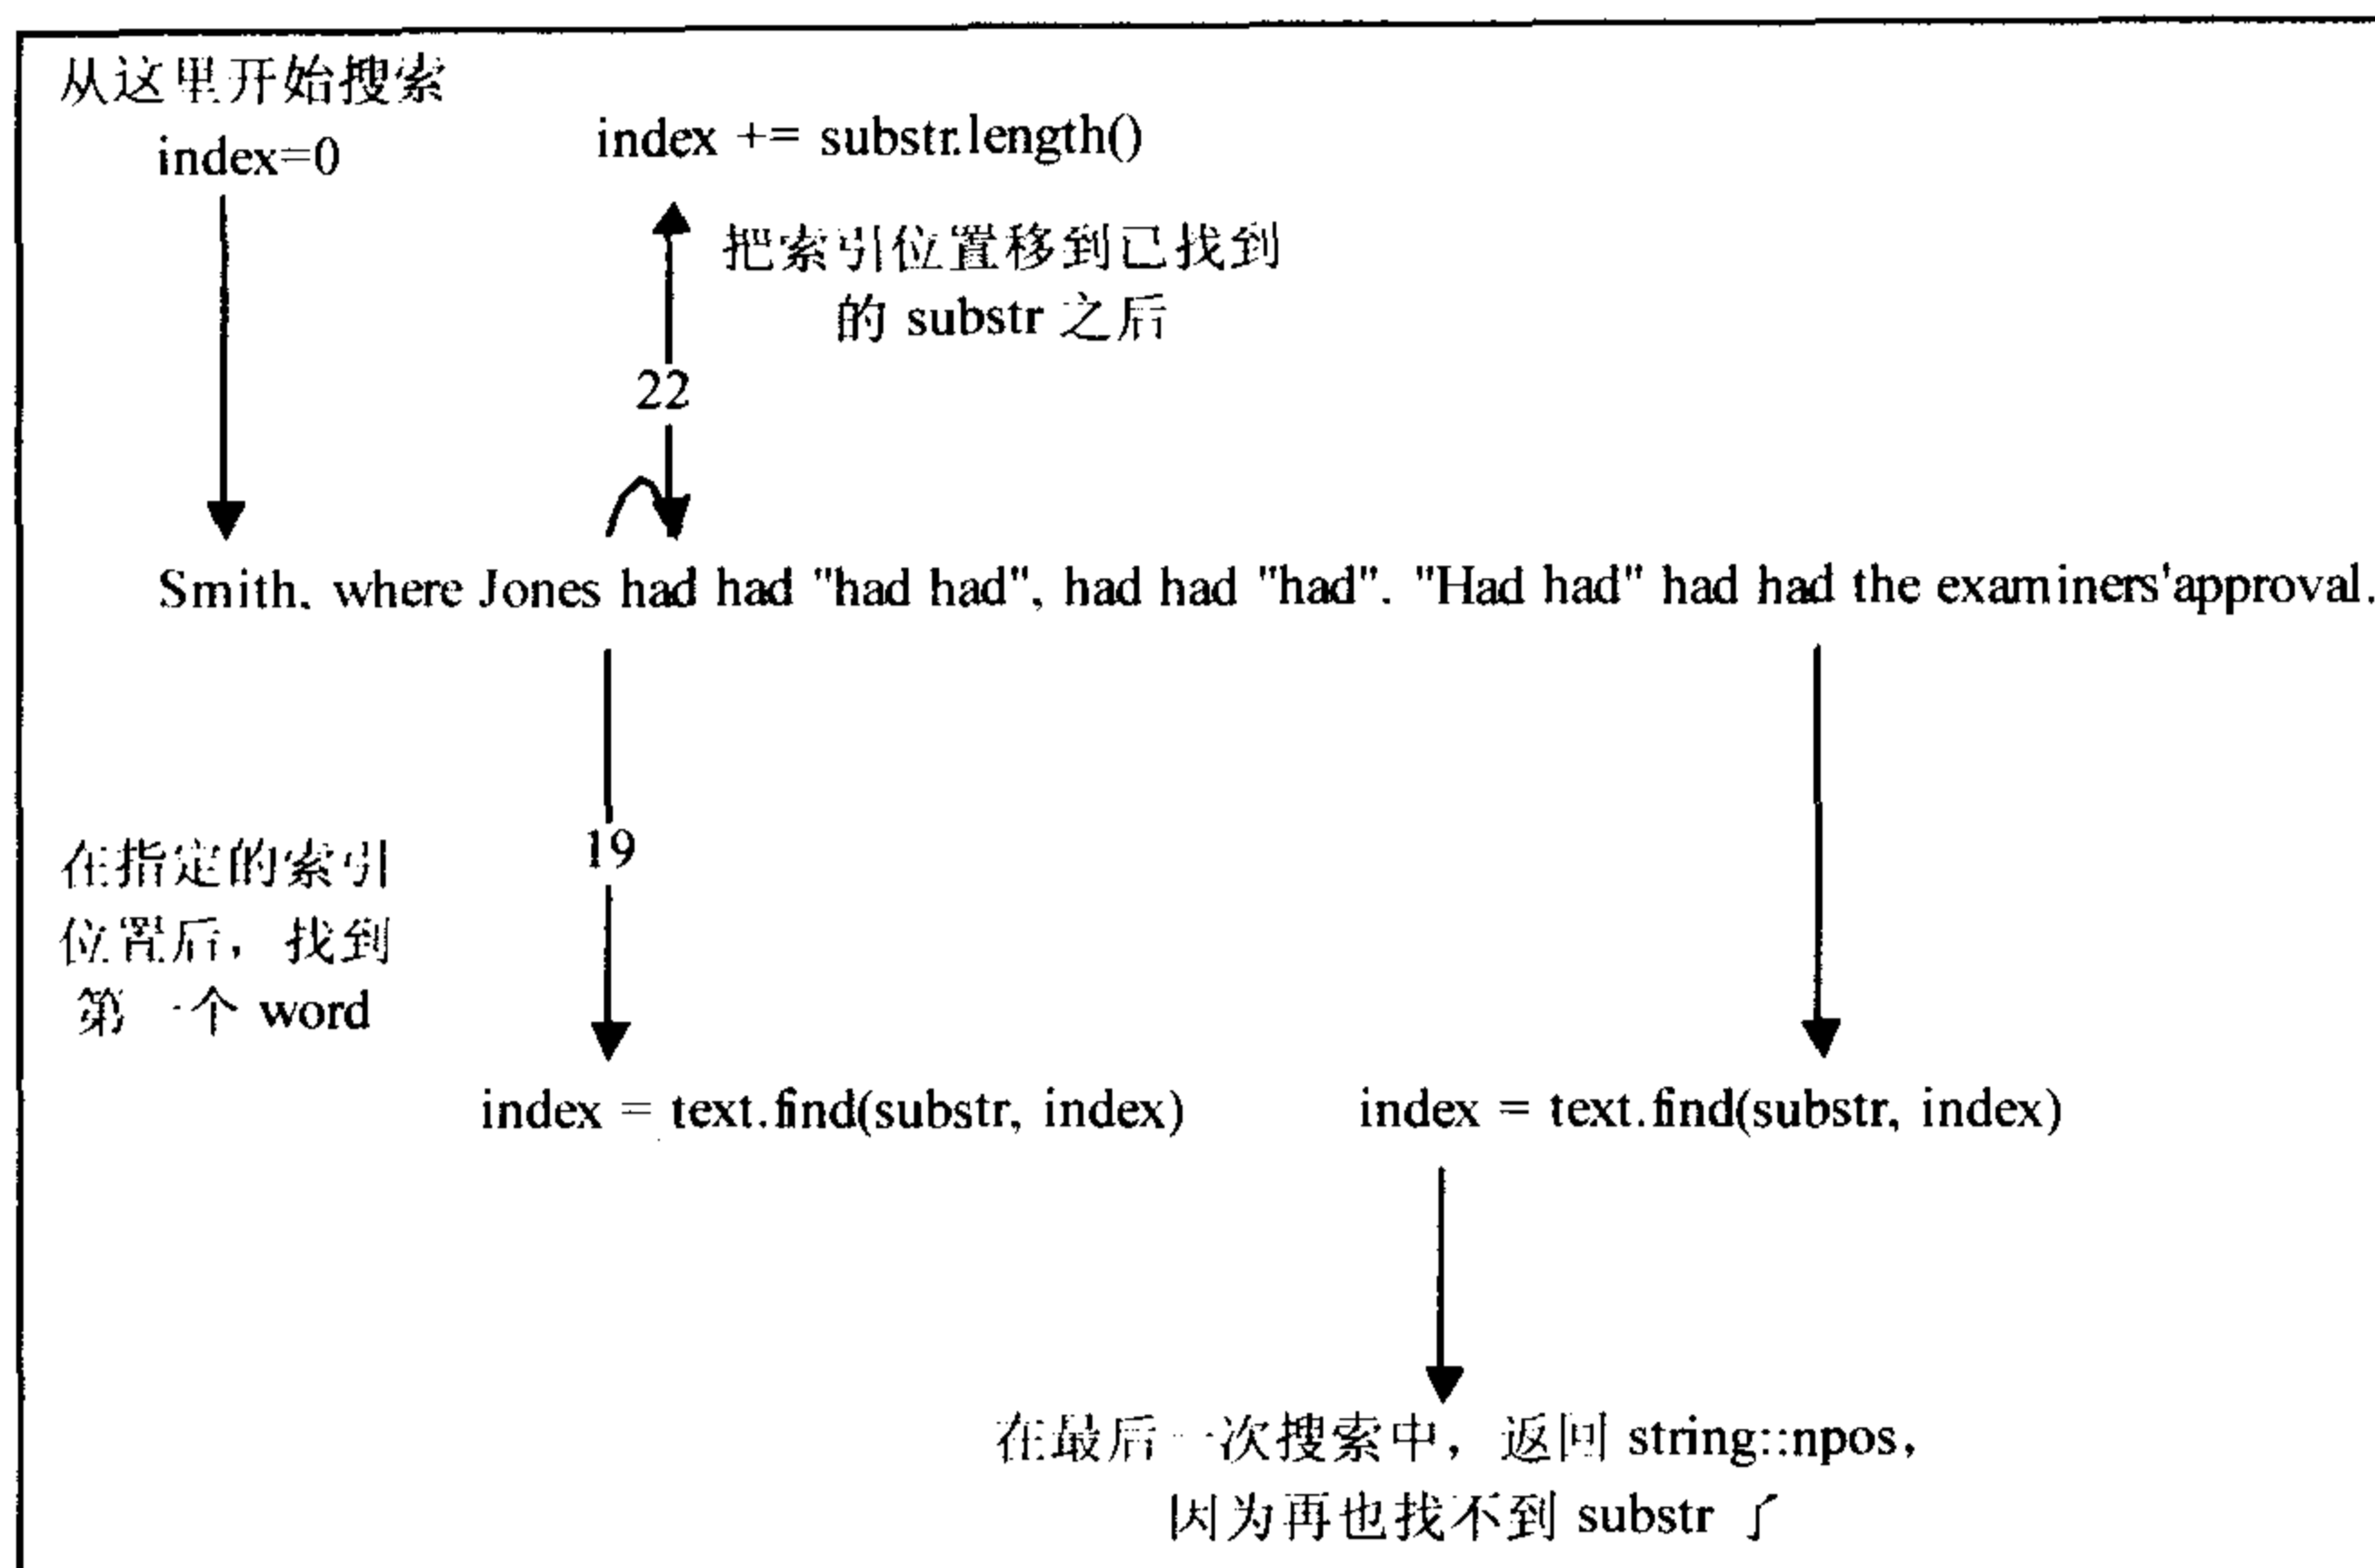 从这里开始搜索
index=0
index += substr.length()
把索引位置移到已找到
的 substr 之后
22
Smith, where Jones had had "had had", had had "had". "Had had" had had the examiners'approval.
19
在指定的索引
位置后，找到
第一个 word
index = text.find(substr, index)
index = text.find(substr, index)
在最后一次搜索中，返回 string::npos，
因为再也找不到 substr 了